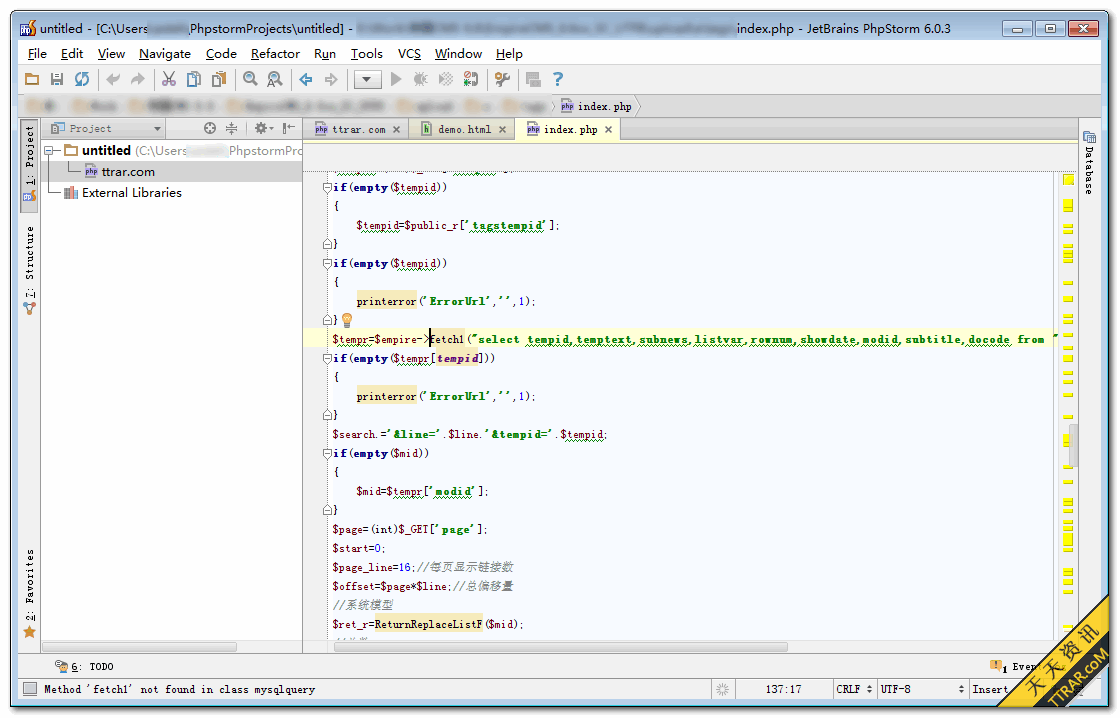 untitled - [C:\Users\ \PhpstormProjects\untitled] - index.php - JetBrains PhpStorm 6.0.3
File Edit View Navigate Code Refactor Run Tools VCS Window Help
index.php
1: Project
Project
ttrar.com
demo.html
index.php
untitled (C:\Users \PhpstormPro
ttrar.com
External Libraries
7: Structure
2: Favorites
Database
if(empty($tempid))
{
$tempid=$public_r['tagstempid'];
}
if(empty($tempid))
{
printerror('ErrorUrl','',1);
}
$tempr=$empire->fetch1("select tempid,temptext,subnews,listvar,rownum,showdate,modid,subtitle,docode from "
if(empty($tempr[tempid]))
{
printerror('ErrorUrl','',1);
}
$search.='&line='.$line.'&tempid='.$tempid;
if(empty($mid))
{
$mid=$tempr['modid'];
}
$page=(int)$_GET['page'];
$start=0;
$page_line=16;//每页显示链接数
$offset=$page*$line;//总偏移量
//系统模型
$ret_r=ReturnReplaceListF($mid);
6: TODO
1 Even
Method 'fetch1' not found in class mysqlquery
137:17
CRLF
UTF-8
Insert
天天资讯
TTRAR.COM